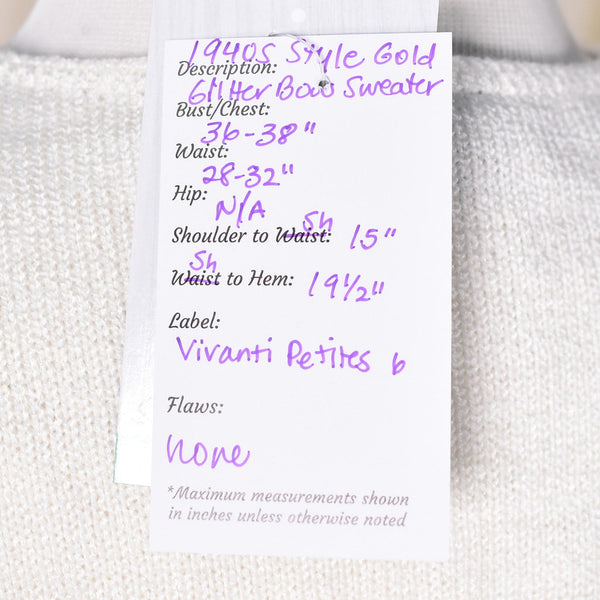 1940s Style Gold
Description:
Glitter Bow Sweater
Bust/Chest:
36-38"
Waist:
28-32"
Hip:
N/A
Sh
Shoulder to Waist: 15"
Sh
Waist to Hem: 19 1/2"
Label:
Vivanti Petites 6
Flaws:
none
*Maximum measurements shown
in inches unless otherwise noted